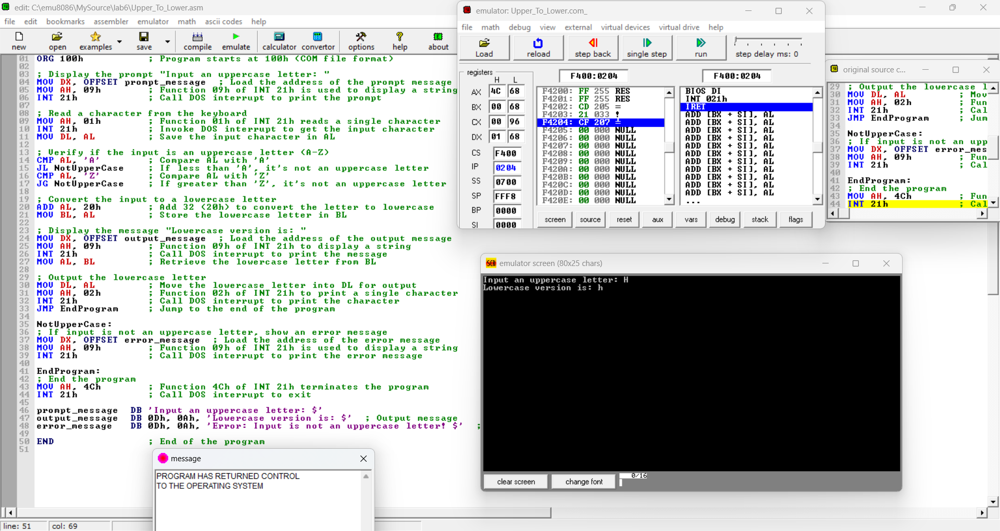 edit: C:\emu8086\MySource\lab6\Upper_To_Lower.asm
file edit bookmarks assembler emulator math ascii codes help
new open examples save compile emulate calculator convertor options help about
01 ORG 100h ; Program starts at 100h (COM file format)
02
03 ; Display the prompt "Input an uppercase letter: "
04 MOV DX, OFFSET prompt_message ; Load the address of the prompt message
05 MOV AH, 09h ; Function 09h of INT 21h is used to display a string
06 INT 21h ; Call DOS interrupt to print the prompt
07
08 ; Read a character from the keyboard
09 MOV AH, 01h ; Function 01h of INT 21h reads a single character
10 INT 21h ; Invoke DOS interrupt to get the input character
11 MOV DL, AL ; Save the input character in AL
12
13 ; Verify if the input is an uppercase letter (A-Z)
14 CMP AL, 'A' ; Compare AL with 'A'
15 JL NotUpperCase ; If less than 'A', it's not an uppercase letter
16 CMP AL, 'Z' ; Compare AL with 'Z'
17 JG NotUpperCase ; If greater than 'Z', it's not an uppercase letter
18
19 ; Convert the input to a lowercase letter
20 ADD AL, 20h ; Add 32 (20h) to convert the letter to lowercase
21 MOV BL, AL ; Store the lowercase letter in BL
22
23 ; Display the message "Lowercase version is: "
24 MOV DX, OFFSET output_message ; Load the address of the output message
25 MOV AH, 09h ; Function 09h of INT 21h to display a string
26 INT 21h ; Call DOS interrupt to print the message
27 MOV AL, BL ; Retrieve the lowercase letter from BL
28
29 ; Output the lowercase letter
30 MOV DL, AL ; Move the lowercase letter into DL for output
31 MOV AH, 02h ; Function 02h of INT 21h to print a single character
32 INT 21h ; Call DOS interrupt to print the character
33 JMP EndProgram ; Jump to the end of the program
34
35 NotUpperCase:
36 ; If input is not an uppercase letter, show an error message
37 MOV DX, OFFSET error_message ; Load the address of the error message
38 MOV AH, 09h ; Function 09h of INT 21h is used to display a string
39 INT 21h ; Call DOS interrupt to print the error message
40
41 EndProgram:
42 ; End the program
43 MOV AH, 4Ch ; Function 4Ch of INT 21h terminates the program
44 INT 21h ; Call DOS interrupt to exit
45
46 prompt_message DB 'Input an uppercase letter: $'
47 output_message DB 0Dh, 0Ah, 'Lowercase version is: $' ; Output message
48 error_message DB 0Dh, 0Ah, 'Error: Input is not an uppercase letter! $' ;
49
50 END ; End of the program
51
line: 51 col: 69
message
PROGRAM HAS RETURNED CONTROL
TO THE OPERATING SYSTEM
emulator: Upper_To_Lower.com_
file math debug view external virtual devices virtual drive help
Load reload step back single step run step delay ms: 0
registers
H L
AX 4C 68
BX 00 68
CX 00 96
DX 01 68
CS F400
IP 0204
SS 0700
SP FFF8
BP 0000
SI 0000
F400:0204
F4200: FF 255 RES
F4201: FF 255 RES
F4202: CD 205 =
F4203: 21 033 !
F4204: CF 207 ╧
F4205: 00 000 NULL
F4206: 00 000 NULL
F4207: 00 000 NULL
F4208: 00 000 NULL
F4209: 00 000 NULL
F420A: 00 000 NULL
F420B: 00 000 NULL
F420C: 00 000 NULL
F420D: 00 000 NULL
F420E: 00 000 NULL
F400:0204
BIOS DI
INT 021h
IRET
ADD [BX + SI], AL
ADD [BX + SI], AL
ADD [BX + SI], AL
ADD [BX + SI], AL
ADD [BX + SI], AL
ADD [BX + SI], AL
ADD [BX + SI], AL
ADD [BX + SI], AL
ADD [BX + SI], AL
ADD [BX + SI], AL
ADD [BX + SI], AL
...
screen source reset aux vars debug stack flags
original source c...
29 ; Output the lowercase l
30 MOV DL, AL ; Mov
31 MOV AH, 02h ; Fun
32 INT 21h ; Cal
33 JMP EndProgram ; Jum
34
35 NotUpperCase:
36 ; If input is not an upp
37 MOV DX, OFFSET error_mes
38 MOV AH, 09h ; Fun
39 INT 21h ; Cal
40
41 EndProgram:
42 ; End the program
43 MOV AH, 4Ch ; Fun
44 INT 21h ; Cal
SCR emulator screen (80x25 chars)
Input an uppercase letter: H
Lowercase version is: h
clear screen change font 0/16